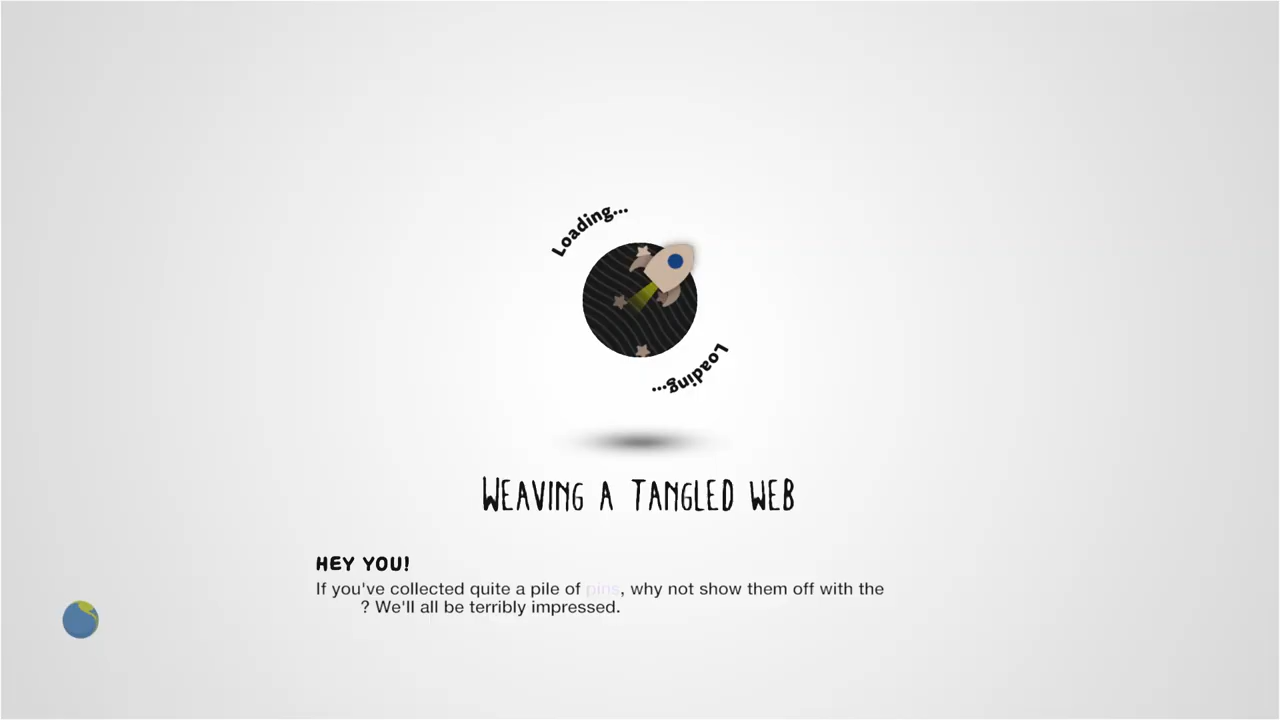 Loading...
Loading...
WEAVING A TANGLED WEB
HEY YOU!
If you've collected quite a pile of pins, why not show them off with the
? We'll all be terribly impressed.